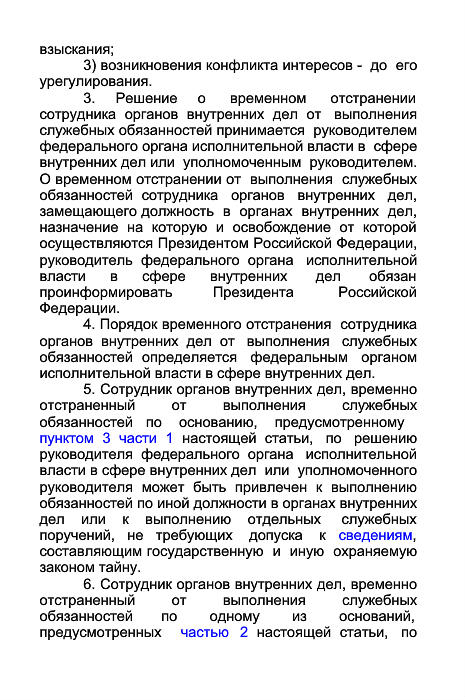 взыскания;
3) возникновения конфликта интересов - до его
урегулирования.
3. Решение о временном отстранении
сотрудника органов внутренних дел от выполнения
служебных обязанностей принимается руководителем
федерального органа исполнительной власти в сфере
внутренних дел или уполномоченным руководителем.
О временном отстранении от выполнения служебных
обязанностей сотрудника органов внутренних дел,
замещающего должность в органах внутренних дел,
назначение на которую и освобождение от которой
осуществляются Президентом Российской Федерации,
руководитель федерального органа исполнительной
власти в сфере внутренних дел обязан
проинформировать Президента Российской
Федерации.
4. Порядок временного отстранения сотрудника
органов внутренних дел от выполнения служебных
обязанностей определяется федеральным органом
исполнительной власти в сфере внутренних дел.
5. Сотрудник органов внутренних дел, временно
отстраненный от выполнения служебных
обязанностей по основанию, предусмотренному
пунктом 3 части 1 настоящей статьи, по решению
руководителя федерального органа исполнительной
власти в сфере внутренних дел или уполномоченного
руководителя может быть привлечен к выполнению
обязанностей по иной должности в органах внутренних
дел или к выполнению отдельных служебных
поручений, не требующих допуска к сведениям,
составляющим государственную и иную охраняемую
законом тайну.
6. Сотрудник органов внутренних дел, временно
отстраненный от выполнения служебных
обязанностей по одному из оснований,
предусмотренных частью 2 настоящей статьи, по